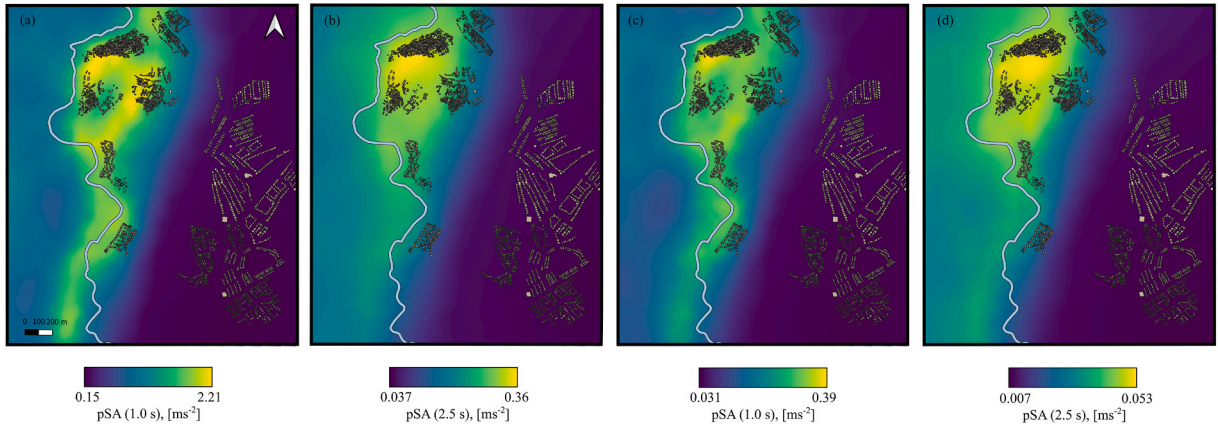 (a)
(b)
(c)
(d)
0 100 200 m
0.15 2.21
pSA (1.0 s), [ms⁻²]
0.037 0.36
pSA (2.5 s), [ms⁻²]
0.031 0.39
pSA (1.0 s), [ms⁻²]
0.007 0.053
pSA (2.5 s), [ms⁻²]